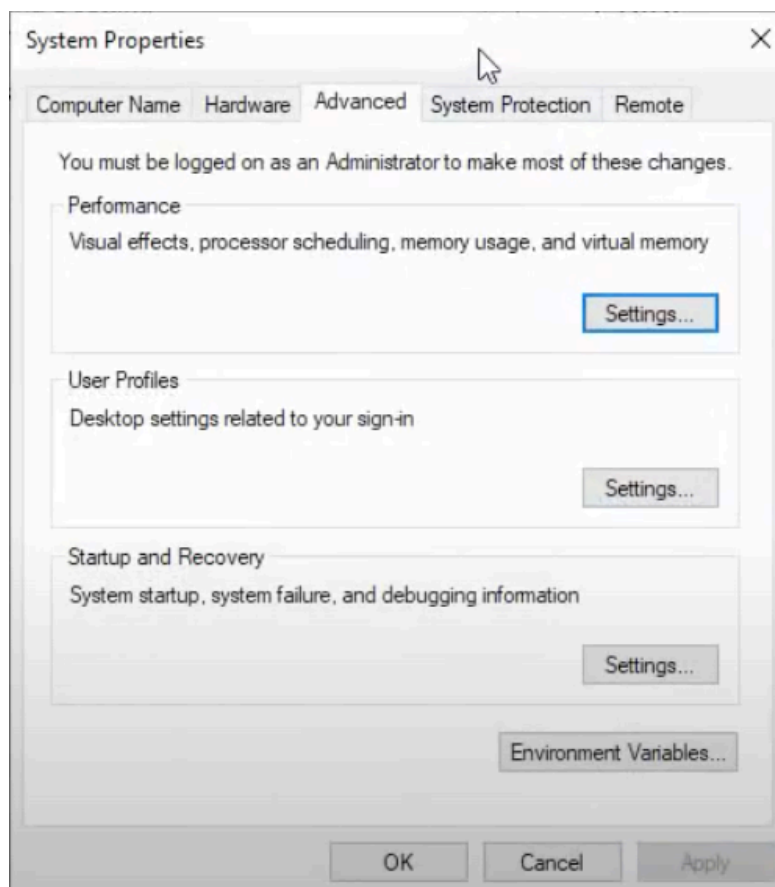 System Properties
Computer Name Hardware Advanced System Protection Remote
You must be logged on as an Administrator to make most of these changes.
Performance
Visual effects, processor scheduling, memory usage, and virtual memory
Settings...
User Profiles
Desktop settings related to your sign-in
Settings...
Startup and Recovery
System startup, system failure, and debugging information
Settings...
Environment Variables...
OK Cancel Apply